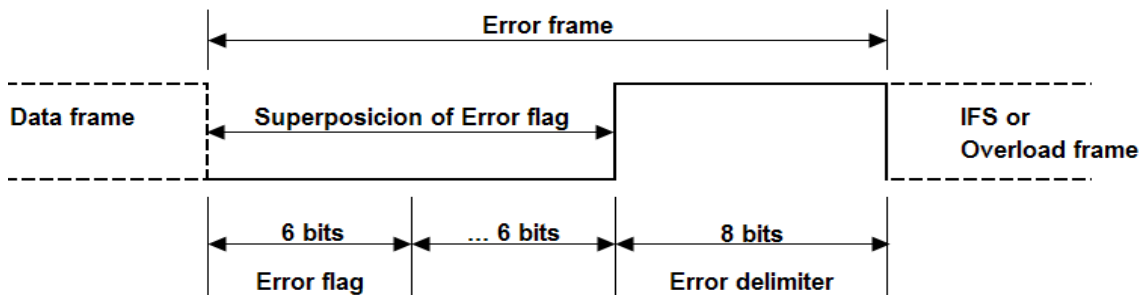 Error frame
Data frame
Superposicion of Error flag
IFS or
Overload frame
6 bits
... 6 bits
8 bits
Error flag
Error delimiter